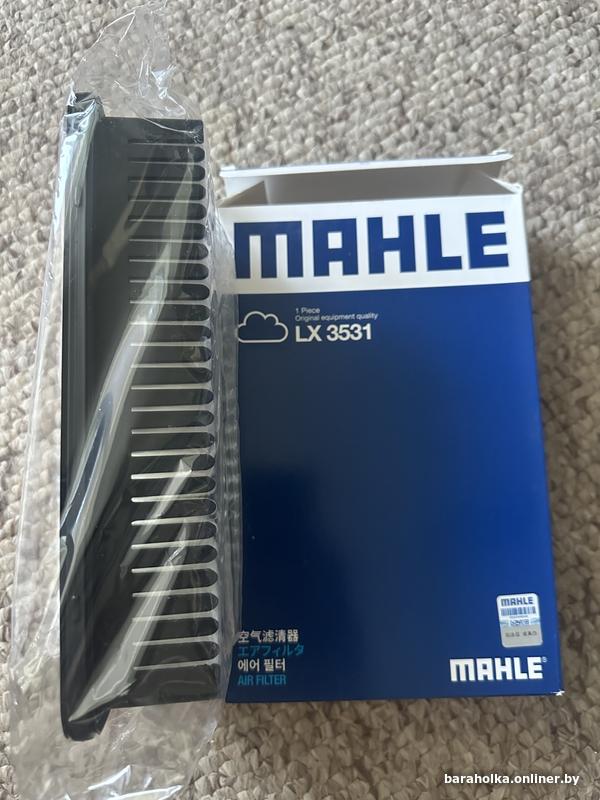 MAHLE
1 Piece
Original equipment quality
LX 3531
MAHLE
空气滤清器
エアフィルタ
에어 필터
AIR FILTER
MAHLE®
baraholka.onliner.by